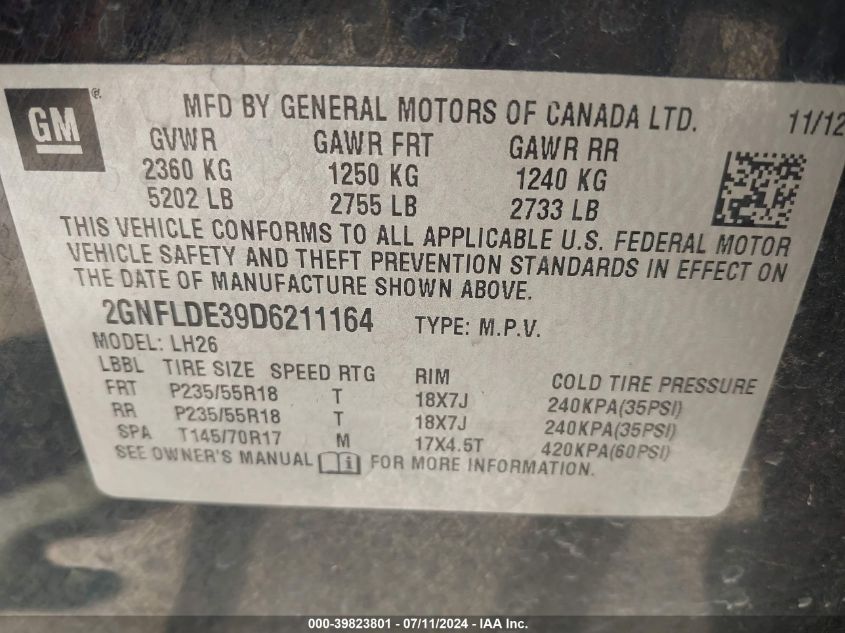 GM®
MFD BY GENERAL MOTORS OF CANADA LTD. 11/12
GVWR GAWR FRT GAWR RR
2360 KG 1250 KG 1240 KG
5202 LB 2755 LB 2733 LB
THIS VEHICLE CONFORMS TO ALL APPLICABLE U.S. FEDERAL MOTOR
VEHICLE SAFETY AND THEFT PREVENTION STANDARDS IN EFFECT ON
THE DATE OF MANUFACTURE SHOWN ABOVE.
2GNFLDE39D6211164 TYPE: M.P.V.
MODEL: LH26
LBBL TIRE SIZE SPEED RTG RIM COLD TIRE PRESSURE
FRT P235/55R18 T 18X7J 240KPA(35PSI)
RR P235/55R18 T 18X7J 240KPA(35PSI)
SPA T145/70R17 M 17X4.5T 420KPA(60PSI)
SEE OWNER'S MANUAL i FOR MORE INFORMATION.
000-39823801 - 07/11/2024 - IAA Inc.